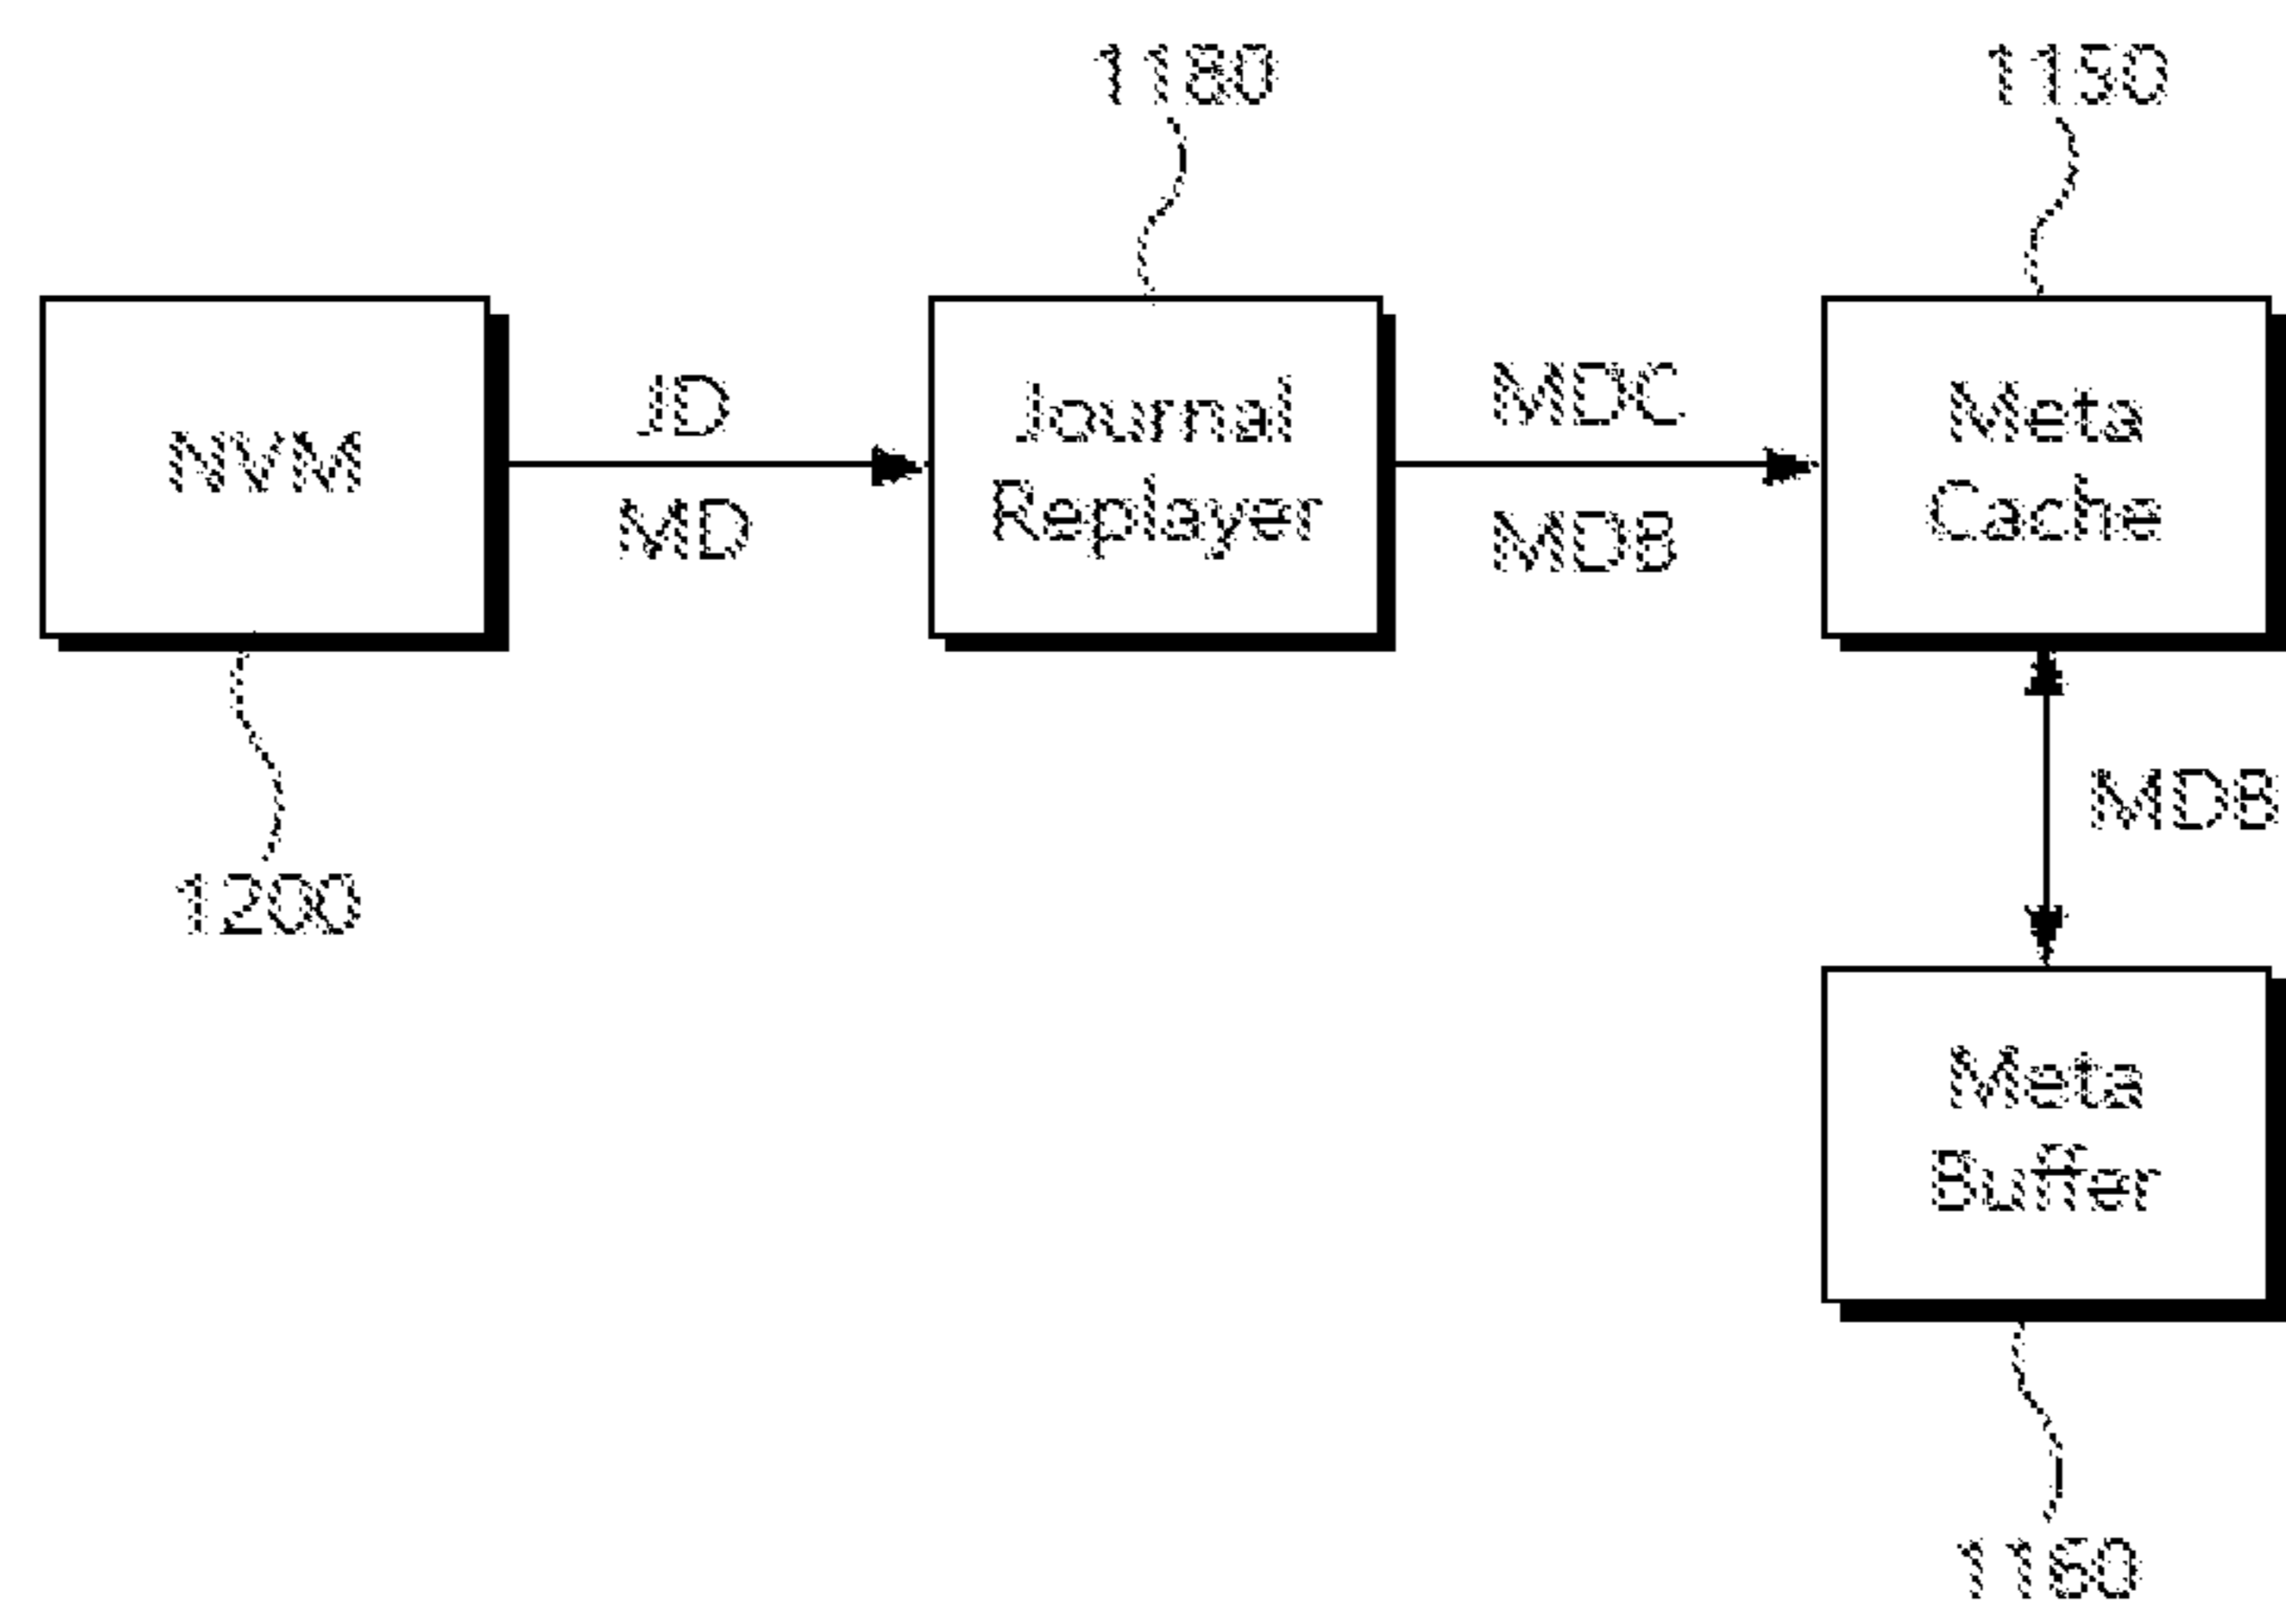 1180
1150
NVM
JD
MD
Journal
Replayer
MDC
MDB
Meta
Cache
MDB
1200
Meta
Buffer
1160